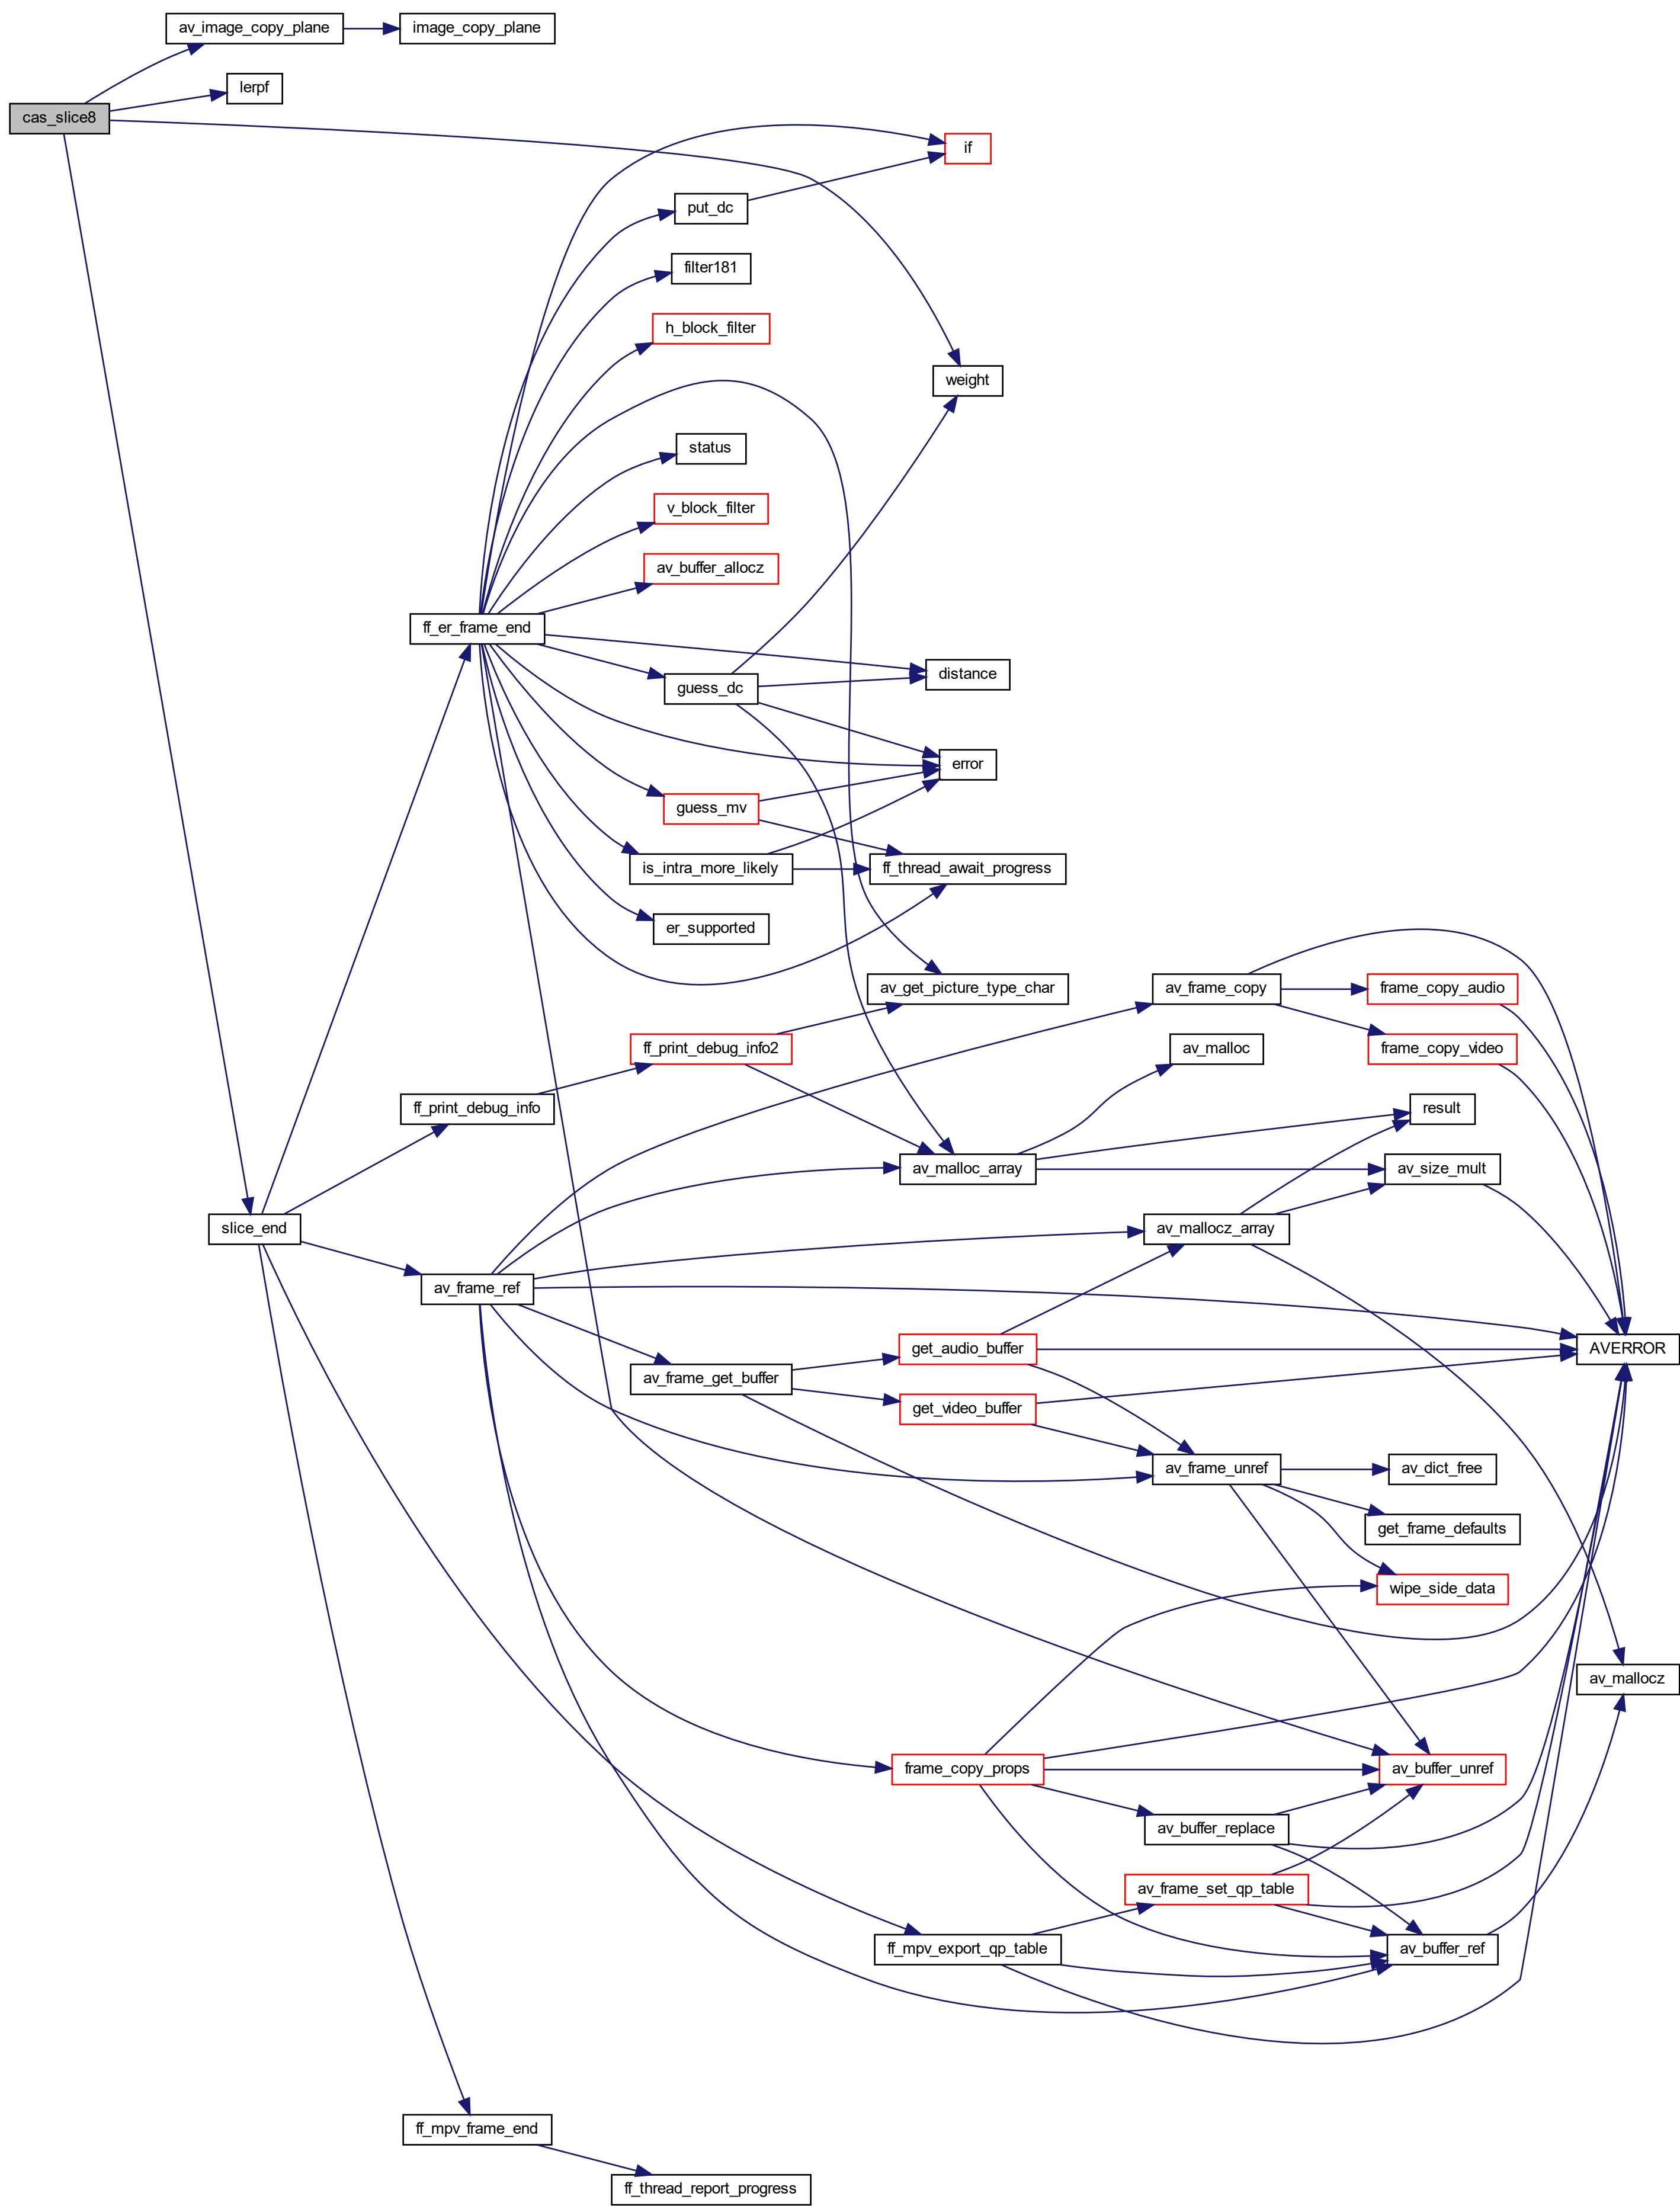 av_image_copy_plane
image_copy_plane
lerpf
cas_slice8
if
put_dc
filter181
h_block_filter
weight
status
v_block_filter
av_buffer_allocz
ff_er_frame_end
distance
guess_dc
error
guess_mv
is_intra_more_likely
ff_thread_await_progress
er_supported
av_get_picture_type_char
av_frame_copy
frame_copy_audio
ff_print_debug_info2
av_malloc
frame_copy_video
ff_print_debug_info
result
av_malloc_array
av_size_mult
slice_end
av_mallocz_array
av_frame_ref
get_audio_buffer
AVERROR
av_frame_get_buffer
get_video_buffer
av_frame_unref
av_dict_free
get_frame_defaults
wipe_side_data
av_mallocz
frame_copy_props
av_buffer_unref
av_buffer_replace
av_frame_set_qp_table
ff_mpv_export_qp_table
av_buffer_ref
ff_mpv_frame_end
ff_thread_report_progress